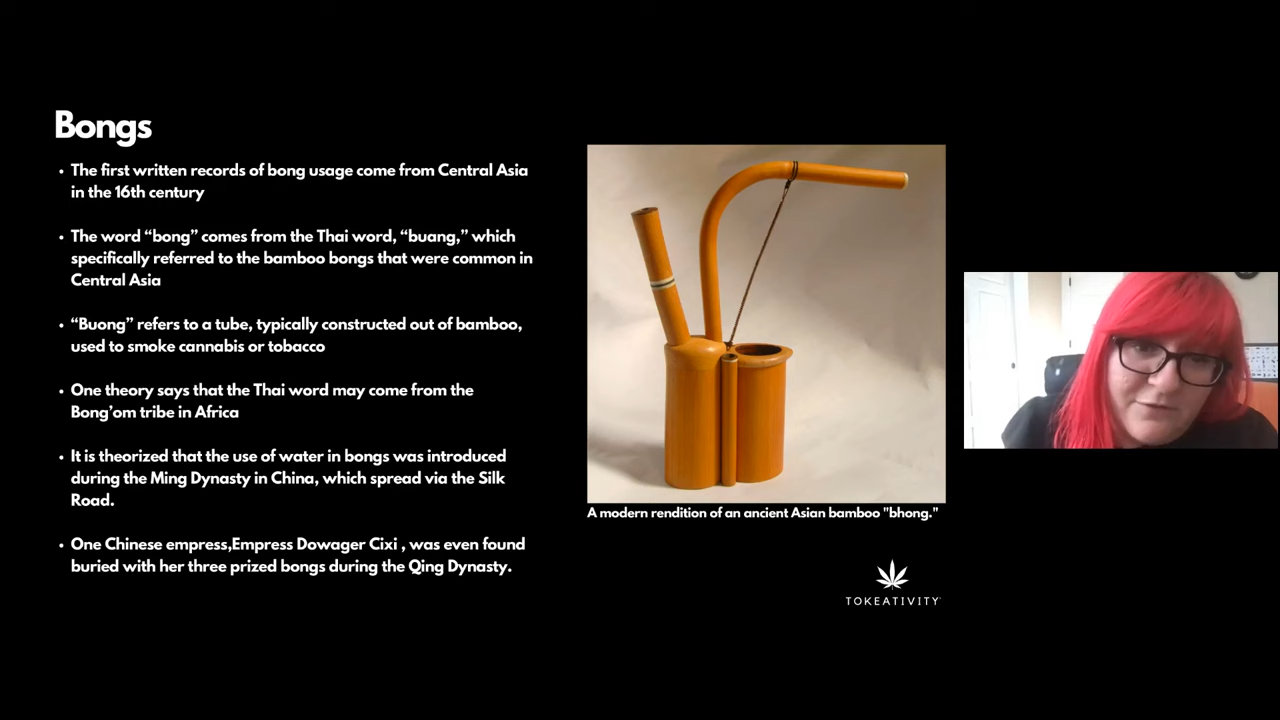 Bongs
• The first written records of bong usage come from Central Asia
in the 16th century
• The word “bong” comes from the Thai word, “buang,” which
specifically referred to the bamboo bongs that were common in
Central Asia
• “Buong” refers to a tube, typically constructed out of bamboo,
used to smoke cannabis or tobacco
• One theory says that the Thai word may come from the
Bong’om tribe in Africa
• It is theorized that the use of water in bongs was introduced
during the Ming Dynasty in China, which spread via the Silk
Road.
• One Chinese empress,Empress Dowager Cixi , was even found
buried with her three prized bongs during the Qing Dynasty.
A modern rendition of an ancient Asian bamboo "bhong."
TOKEATIVITY